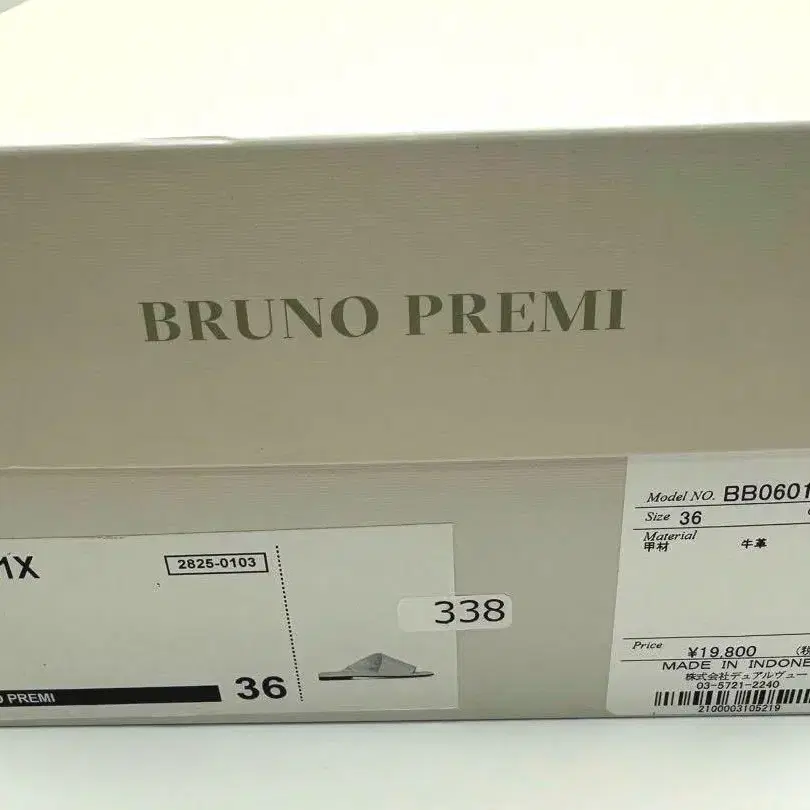 BRUNO PREMI
1X
2825-0103
PREMI
36
338
Model NO. BB0601
Size 36
Material
甲材 牛革
Price ¥19,800 (税
MADE IN INDONE
株式会社デュアルヴュー
03-5721-2240
2100003105219